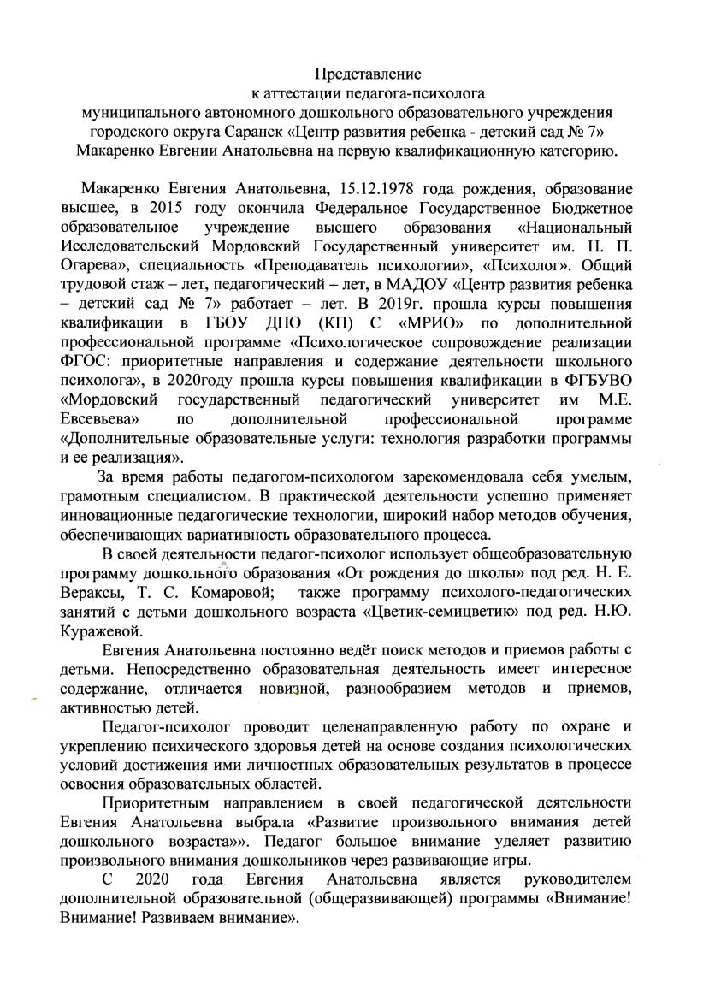 Представление
к аттестации педагога-психолога
муниципального автономного дошкольного образовательного учреждения
городского округа Саранск «Центр развития ребенка - детский сад № 7»
Макаренко Евгении Анатольевна на первую квалификационную категорию.
Макаренко Евгения Анатольевна, 15.12.1978 года рождения, образование
высшее, в 2015 году окончила Федеральное Государственное Бюджетное
образовательное учреждение высшего образования «Национальный
Исследовательский Мордовский Государственный университет им. Н. П.
Огарева», специальность «Преподаватель психологии», «Психолог». Общий
трудовой стаж – лет, педагогический – лет, в МАДОУ «Центр развития ребенка
– детский сад № 7» работает – лет. В 2019г. прошла курсы повышения
квалификации в ГБОУ ДПО (КП) С «МРИО» по дополнительной
профессиональной программе «Психологическое сопровождение реализации
ФГОС: приоритетные направления и содержание деятельности школьного
психолога», в 2020году прошла курсы повышения квалификации в ФГБУВО
«Мордовский государственный педагогический университет им М.Е.
Евсевьева» по дополнительной профессиональной программе
«Дополнительные образовательные услуги: технология разработки программы
и ее реализация».
За время работы педагогом-психологом зарекомендовала себя умелым,
грамотным специалистом. В практической деятельности успешно применяет
инновационные педагогические технологии, широкий набор методов обучения,
обеспечивающих вариативность образовательного процесса.
В своей деятельности педагог-психолог использует общеобразовательную
программу дошкольного образования «От рождения до школы» под ред. Н. Е.
Вераксы, Т. С. Комаровой; также программу психолого-педагогических
занятий с детьми дошкольного возраста «Цветик-семицветик» под ред. Н.Ю.
Куражевой.
Евгения Анатольевна постоянно ведёт поиск методов и приемов работы с
детьми. Непосредственно образовательная деятельность имеет интересное
содержание, отличается новизной, разнообразием методов и приемов,
активностью детей.
Педагог-психолог проводит целенаправленную работу по охране и
укреплению психического здоровья детей на основе создания психологических
условий достижения ими личностных образовательных результатов в процессе
освоения образовательных областей.
Приоритетным направлением в своей педагогической деятельности
Евгения Анатольевна выбрала «Развитие произвольного внимания детей
дошкольного возраста»». Педагог большое внимание уделяет развитию
произвольного внимания дошкольников через развивающие игры.
С 2020 года Евгения Анатольевна является руководителем
дополнительной образовательной (общеразвивающей) программы «Внимание!
Внимание! Развиваем внимание».